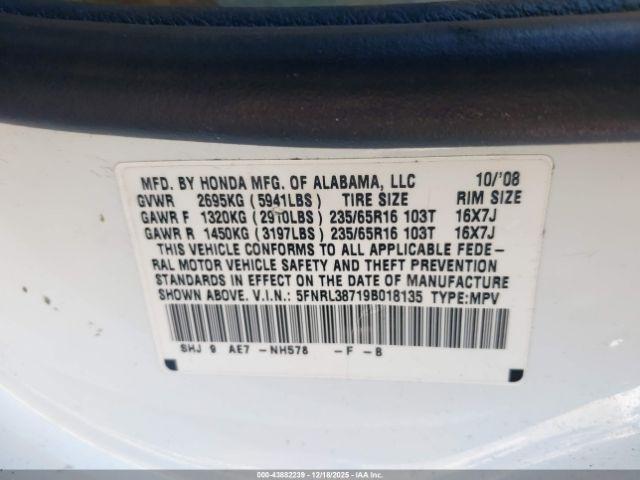 MFD. BY HONDA MFG. OF ALABAMA, LLC 10/'08
GVWR 2695KG (5941LBS) TIRE SIZE RIM SIZE
GAWR F 1320KG (2910LBS) 235/65R16 103T 16X7J
GAWR R 1450KG (3197LBS) 235/65R16 103T 16X7J
THIS VEHICLE CONFORMS TO ALL APPLICABLE FEDE-
RAL MOTOR VEHICLE SAFETY AND THEFT PREVENTION
STANDARDS IN EFFECT ON THE DATE OF MANUFACTURE
SHOWN ABOVE. V.I.N.: 5FNRL38719B018135 TYPE:MPV
SHJ 9 AE7 -NH578 -F -B
000-43882239 - 12/18/2025 - IAAI.COM